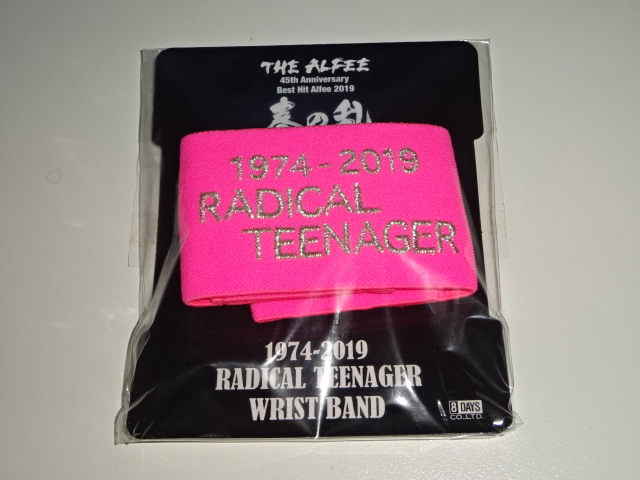 THE ALFEE
45th Anniversary
Best Hit Alfee 2019
春の乱
1974-2019
RADICAL
TEENAGER
1974-2019
RADICAL TEENAGER
WRIST BAND
8 DAYS
CO.,LTD.